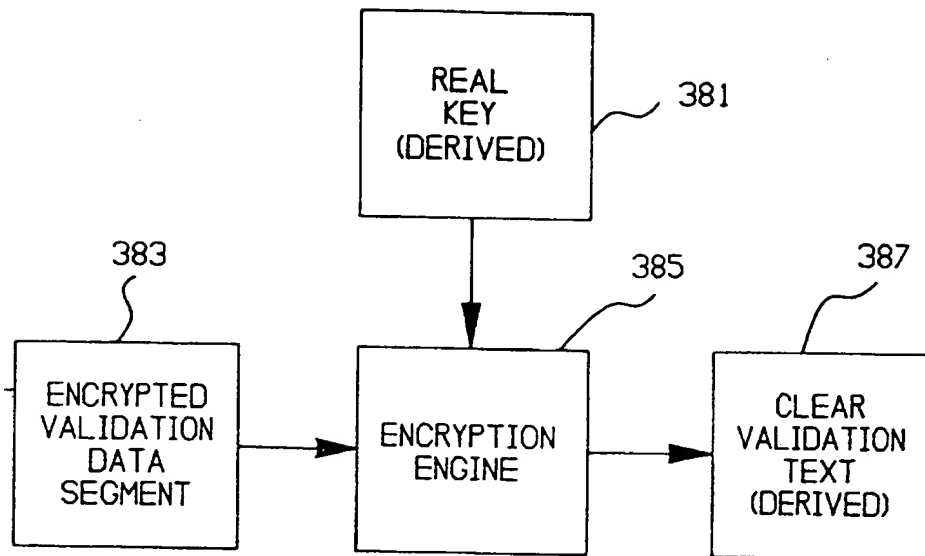 REAL
KEY
(DERIVED)
381
383
385
387
ENCRYPTED
VALIDATION
DATA
SEGMENT
ENCRYPTION
ENGINE
CLEAR
VALIDATION
TEXT
(DERIVED)